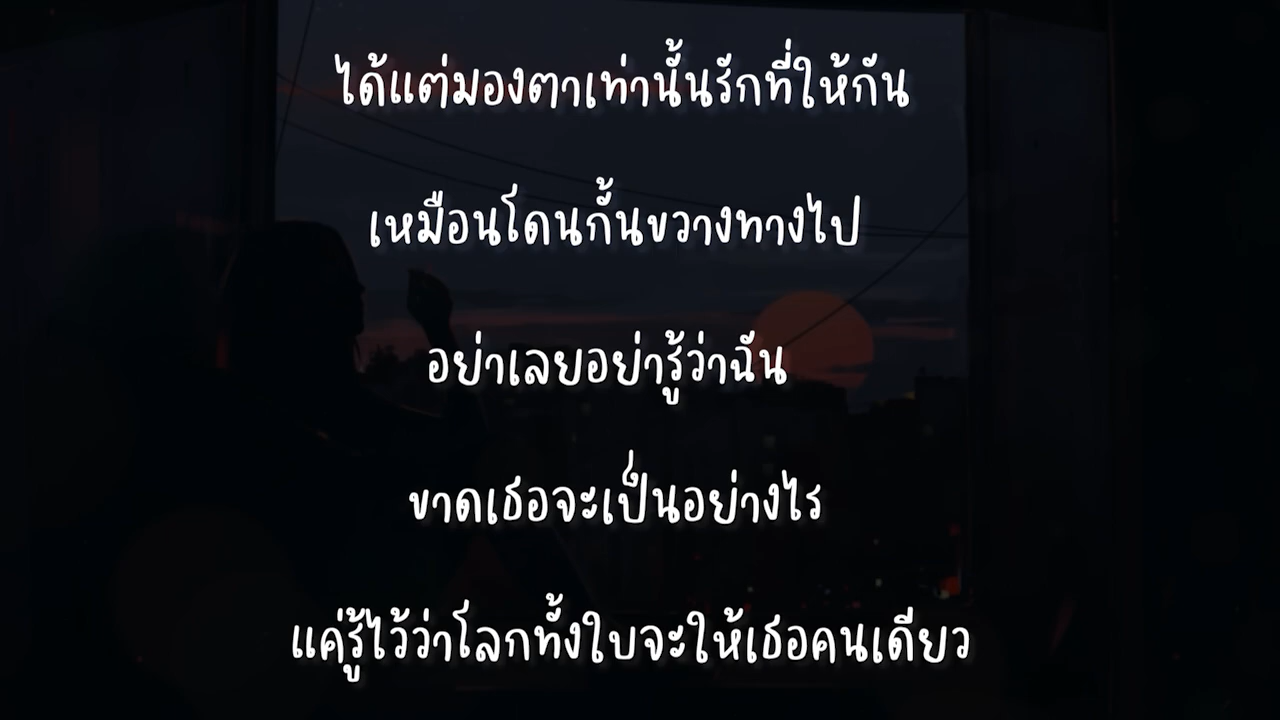 ได้แต่มองตาเท่านั้นรักที่ให้กัน
เหมือนโดนกั้นขวางทางไป
อย่าเลยอย่ารู้ว่าฉัน
ขาดเธอจะเป็นอย่างไร
แค่รู้ไว้ว่าโลกทั้งใบจะให้เธอคนเดียว